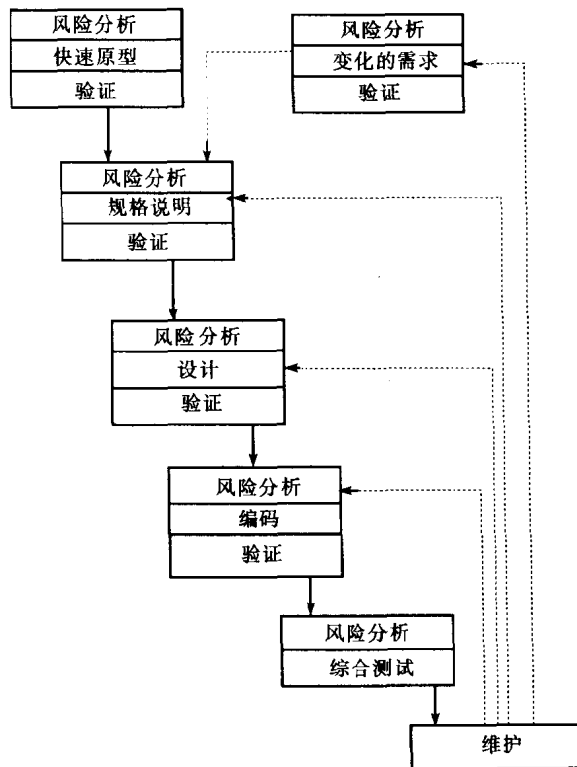 风险分析
快速原型
验证
风险分析
变化的需求
验证
风险分析
规格说明
验证
风险分析
设计
验证
风险分析
编码
验证
风险分析
综合测试
维护